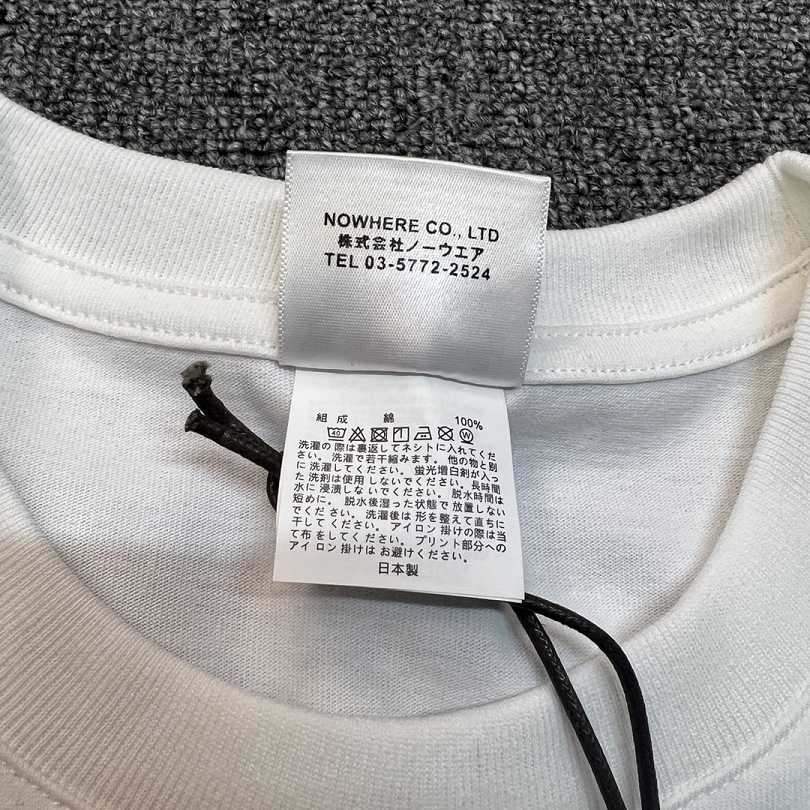 NOWHERE CO., LTD
株式会社ノーウエア
TEL 03-5772-2524
組成 綿 100%
40 W
洗濯の際は裏返してネシトに入れてくだ
さい。洗濯で若干縮みます。他の物と別
に洗濯してください。蛍光増白剤が入っ
た洗剤は使用しないでください。長時間
水に浸漬しないでください。脱水時間は
短めに。脱水後湿った状態で放置しない
でください。洗濯後は形を整えて直ちに
干してください。アイロン掛けの際は当
て布をしてください。プリント部分への
アイロン掛けはお避けください。
日本製